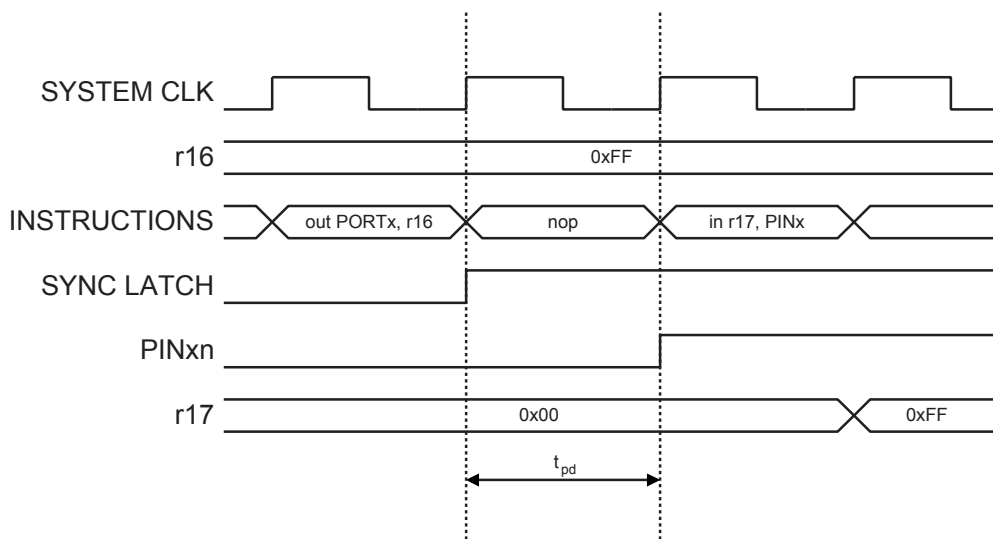 SYSTEM CLK
r16
0xFF
INSTRUCTIONS
out PORTx, r16
nop
in r17, PINx
SYNC LATCH
PINxn
r17
0x00
0xFF
tpd